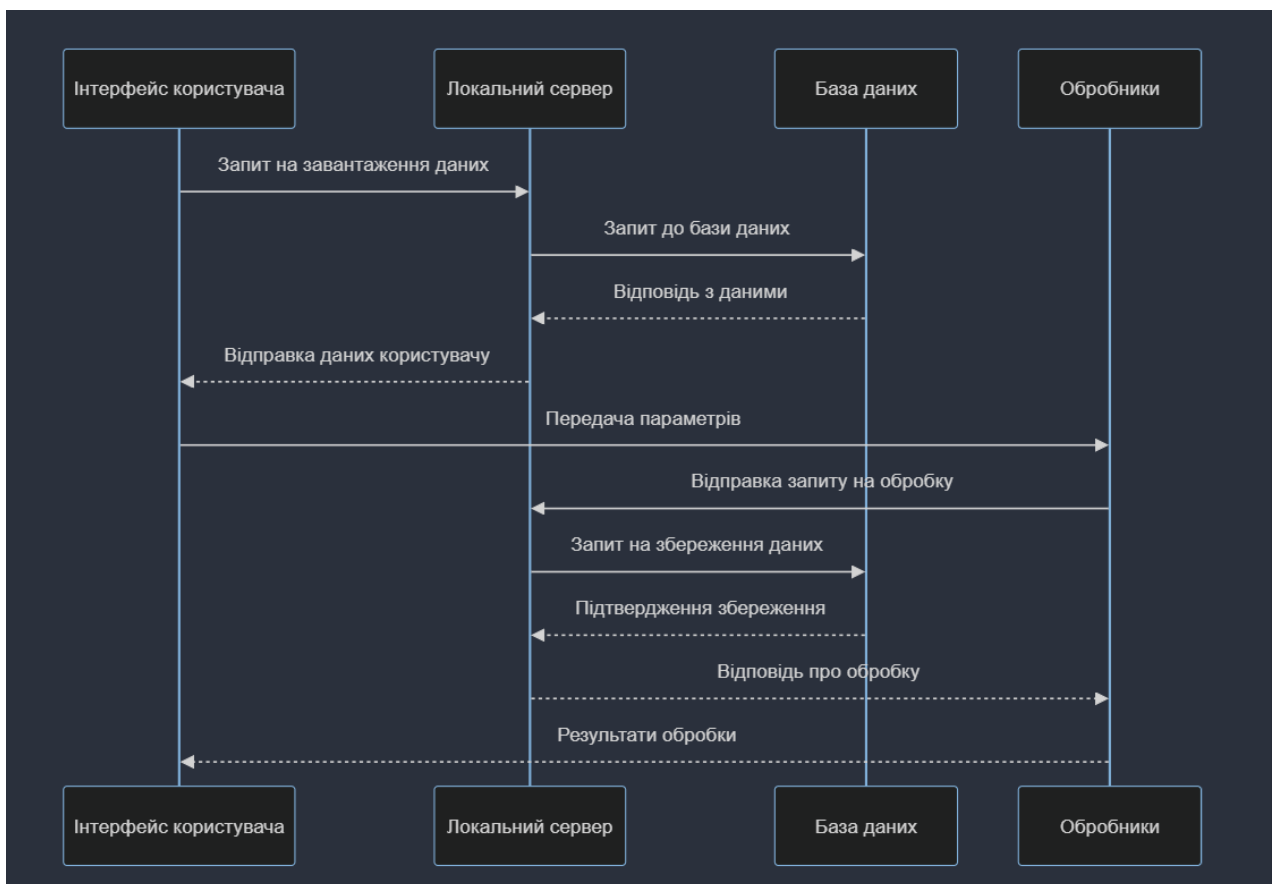 Інтерфейс користувача
Локальний сервер
База даних
Обробники
Запит на завантаження даних
Запит до бази даних
Відповідь з даними
Відправка даних користувачу
Передача параметрів
Відправка запиту на обробку
Запит на збереження даних
Підтвердження збереження
Відповідь про обробку
Результати обробки
Інтерфейс користувача
Локальний сервер
База даних
Обробники